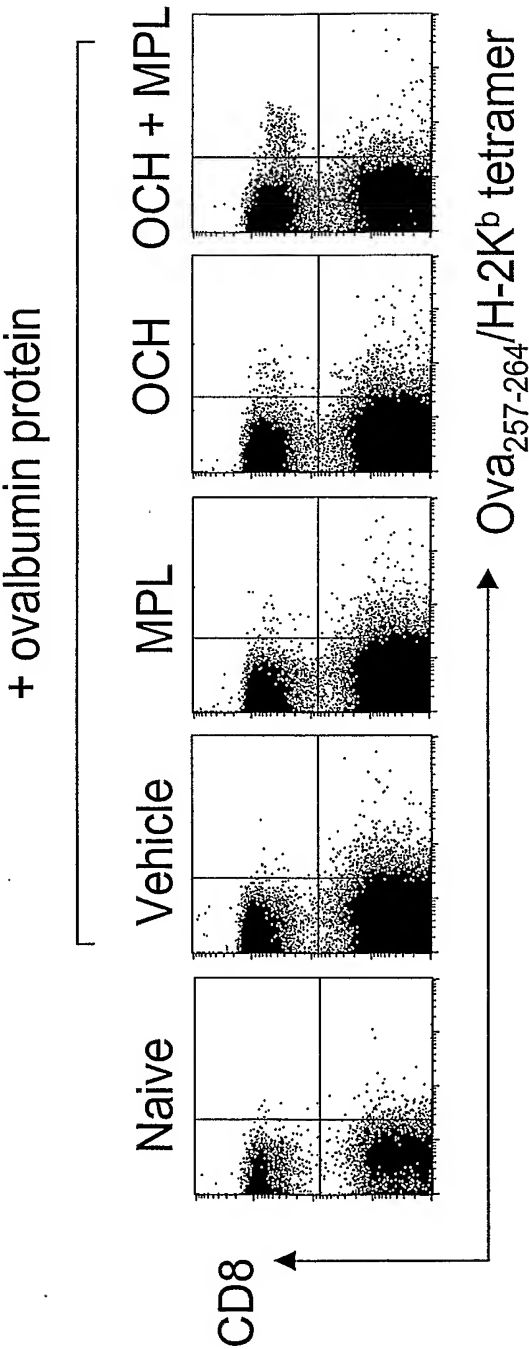 + ovalbumin protein
Naive
Vehicle
MPL
OCH
OCH + MPL
CD8
Ova₂₅₇₋₂₆₄/H-2Kᵇ tetramer